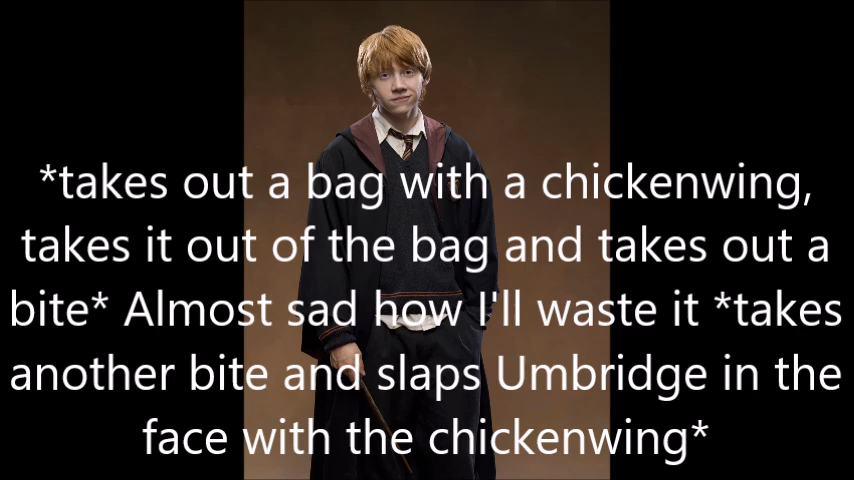 *takes out a bag with a chickenwing,
takes it out of the bag and takes out a
bite* Almost sad how I'll waste it *takes
another bite and slaps Umbridge in the
face with the chickenwing*